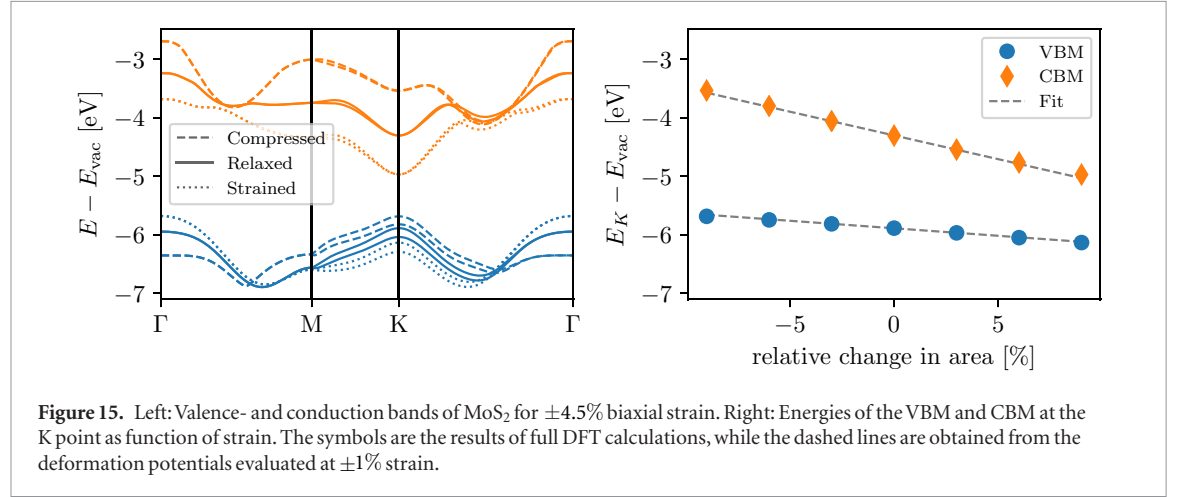 E − E_vac [eV]
−3
−4
−5
−6
−7
Compressed
Relaxed
Strained
Γ
M
K
Γ
E_K − E_vac [eV]
−3
−4
−5
−6
−7
VBM
CBM
Fit
−5
0
5
relative change in area [%]
Figure 15. Left: Valence- and conduction bands of MoS₂ for ±4.5% biaxial strain. Right: Energies of the VBM and CBM at the
K point as function of strain. The symbols are the results of full DFT calculations, while the dashed lines are obtained from the
deformation potentials evaluated at ±1% strain.